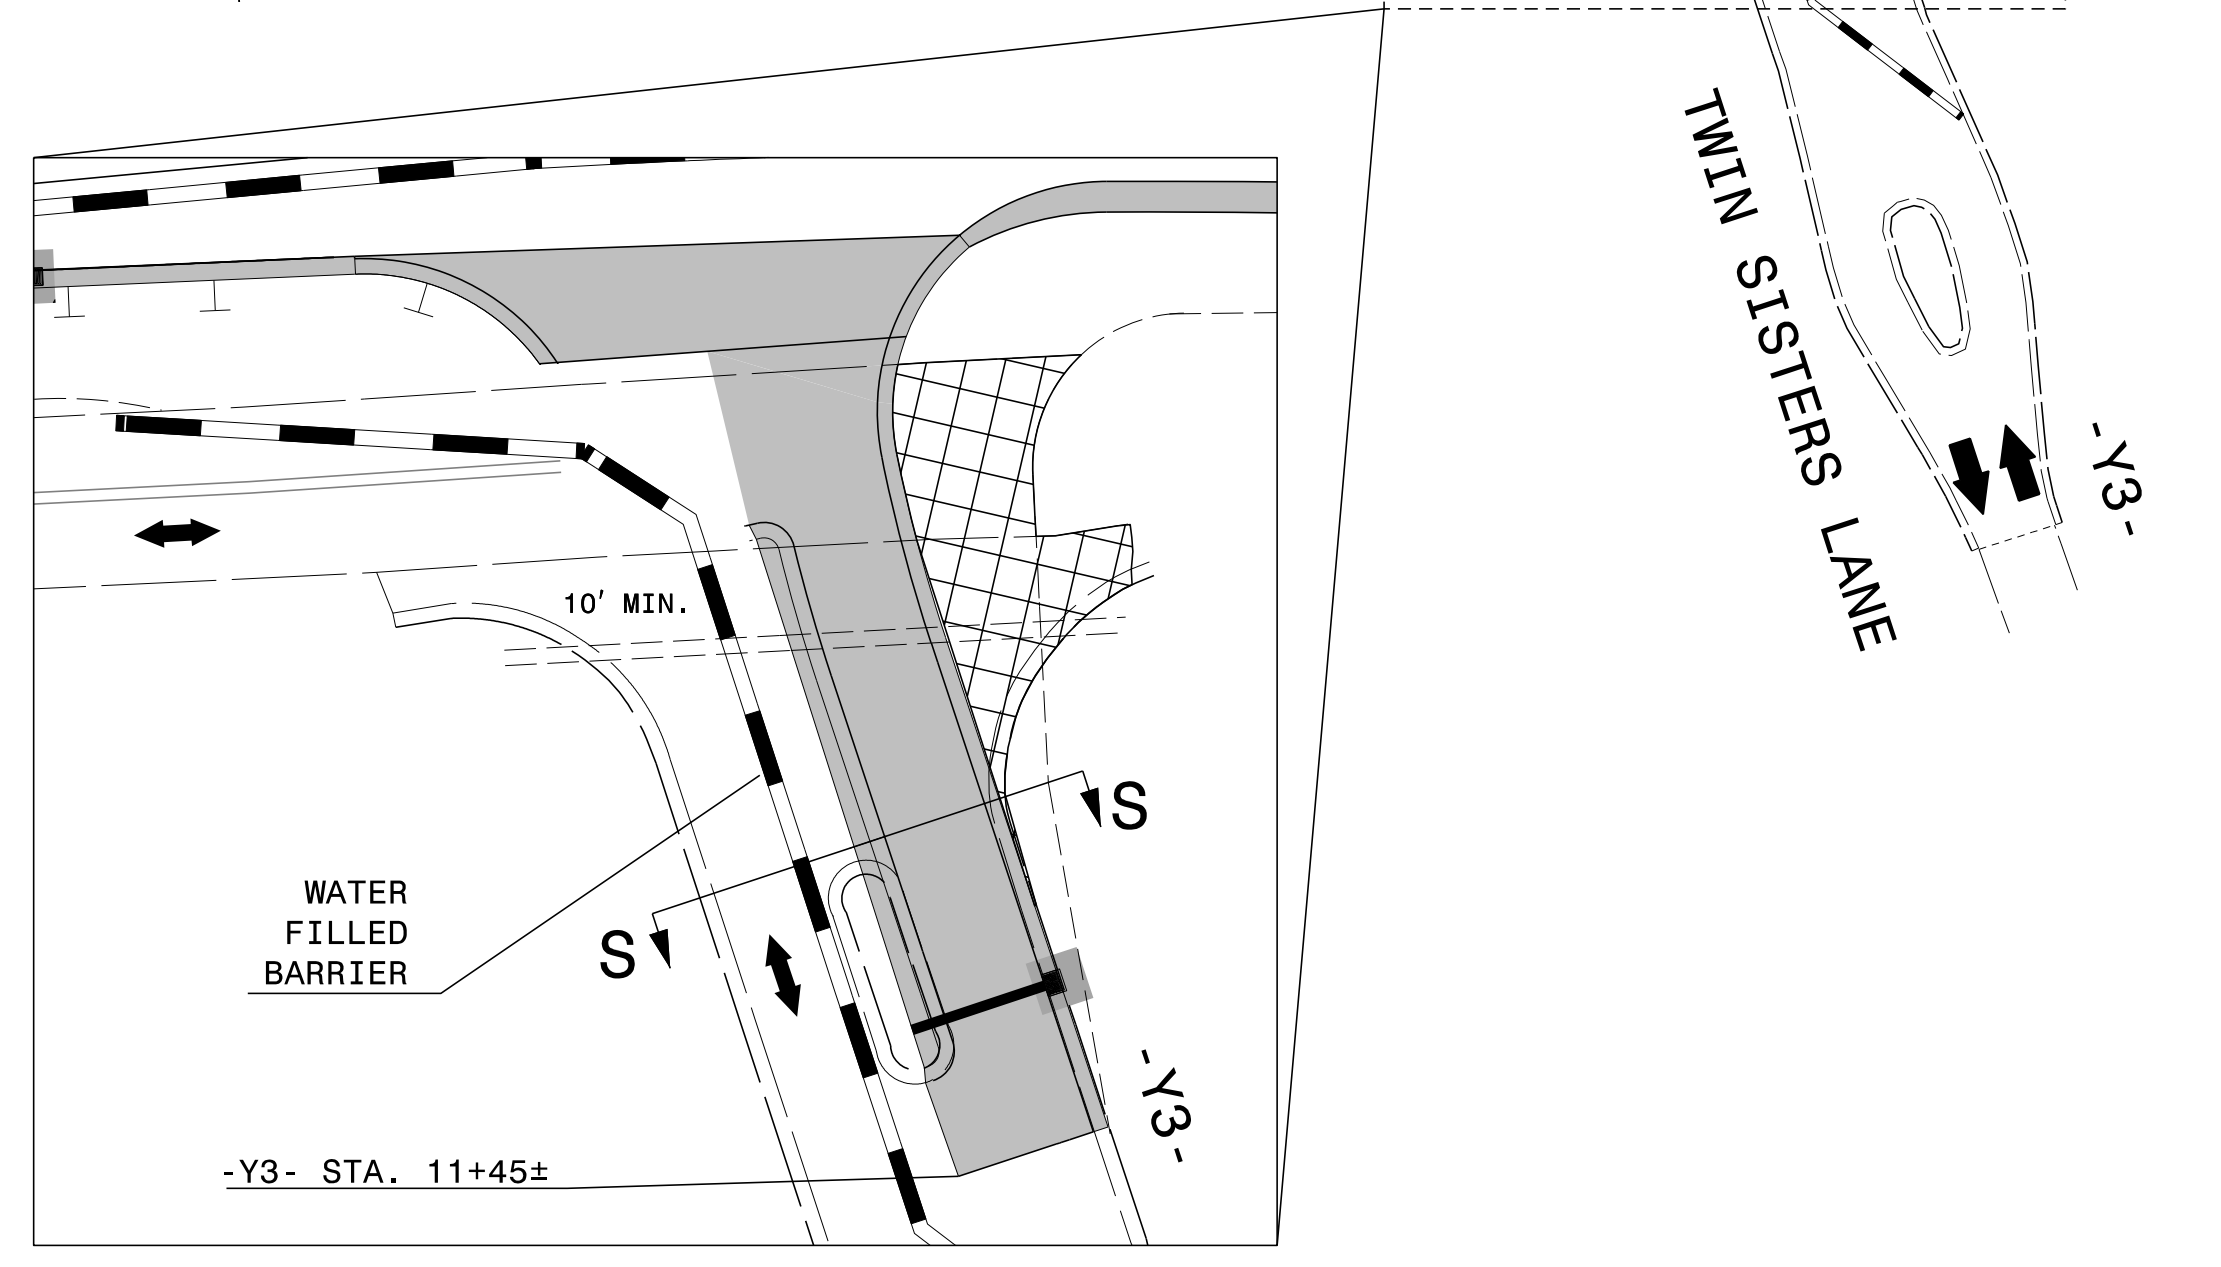 TWIN SISTERS LANE
-Y3-
10' MIN.
S
WATER
FILLED
BARRIER
S
-Y3-
-Y3- STA. 11+45±